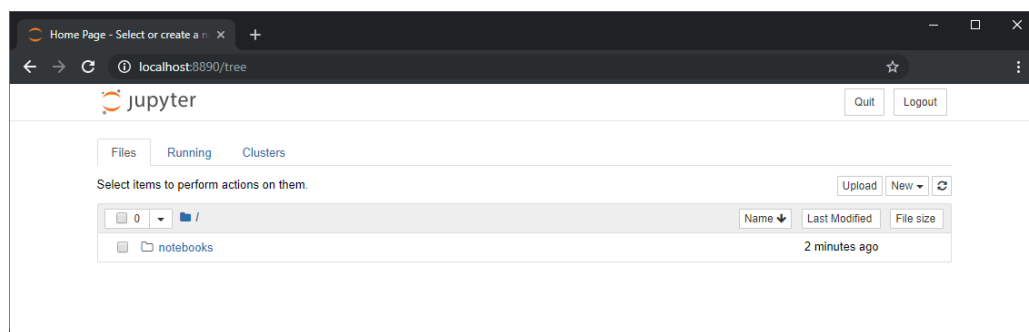 Home Page - Select or create a n
localhost:8890/tree
jupyter
Quit Logout
Files Running Clusters
Select items to perform actions on them.
Upload New
0 / Name Last Modified File size
notebooks 2 minutes ago